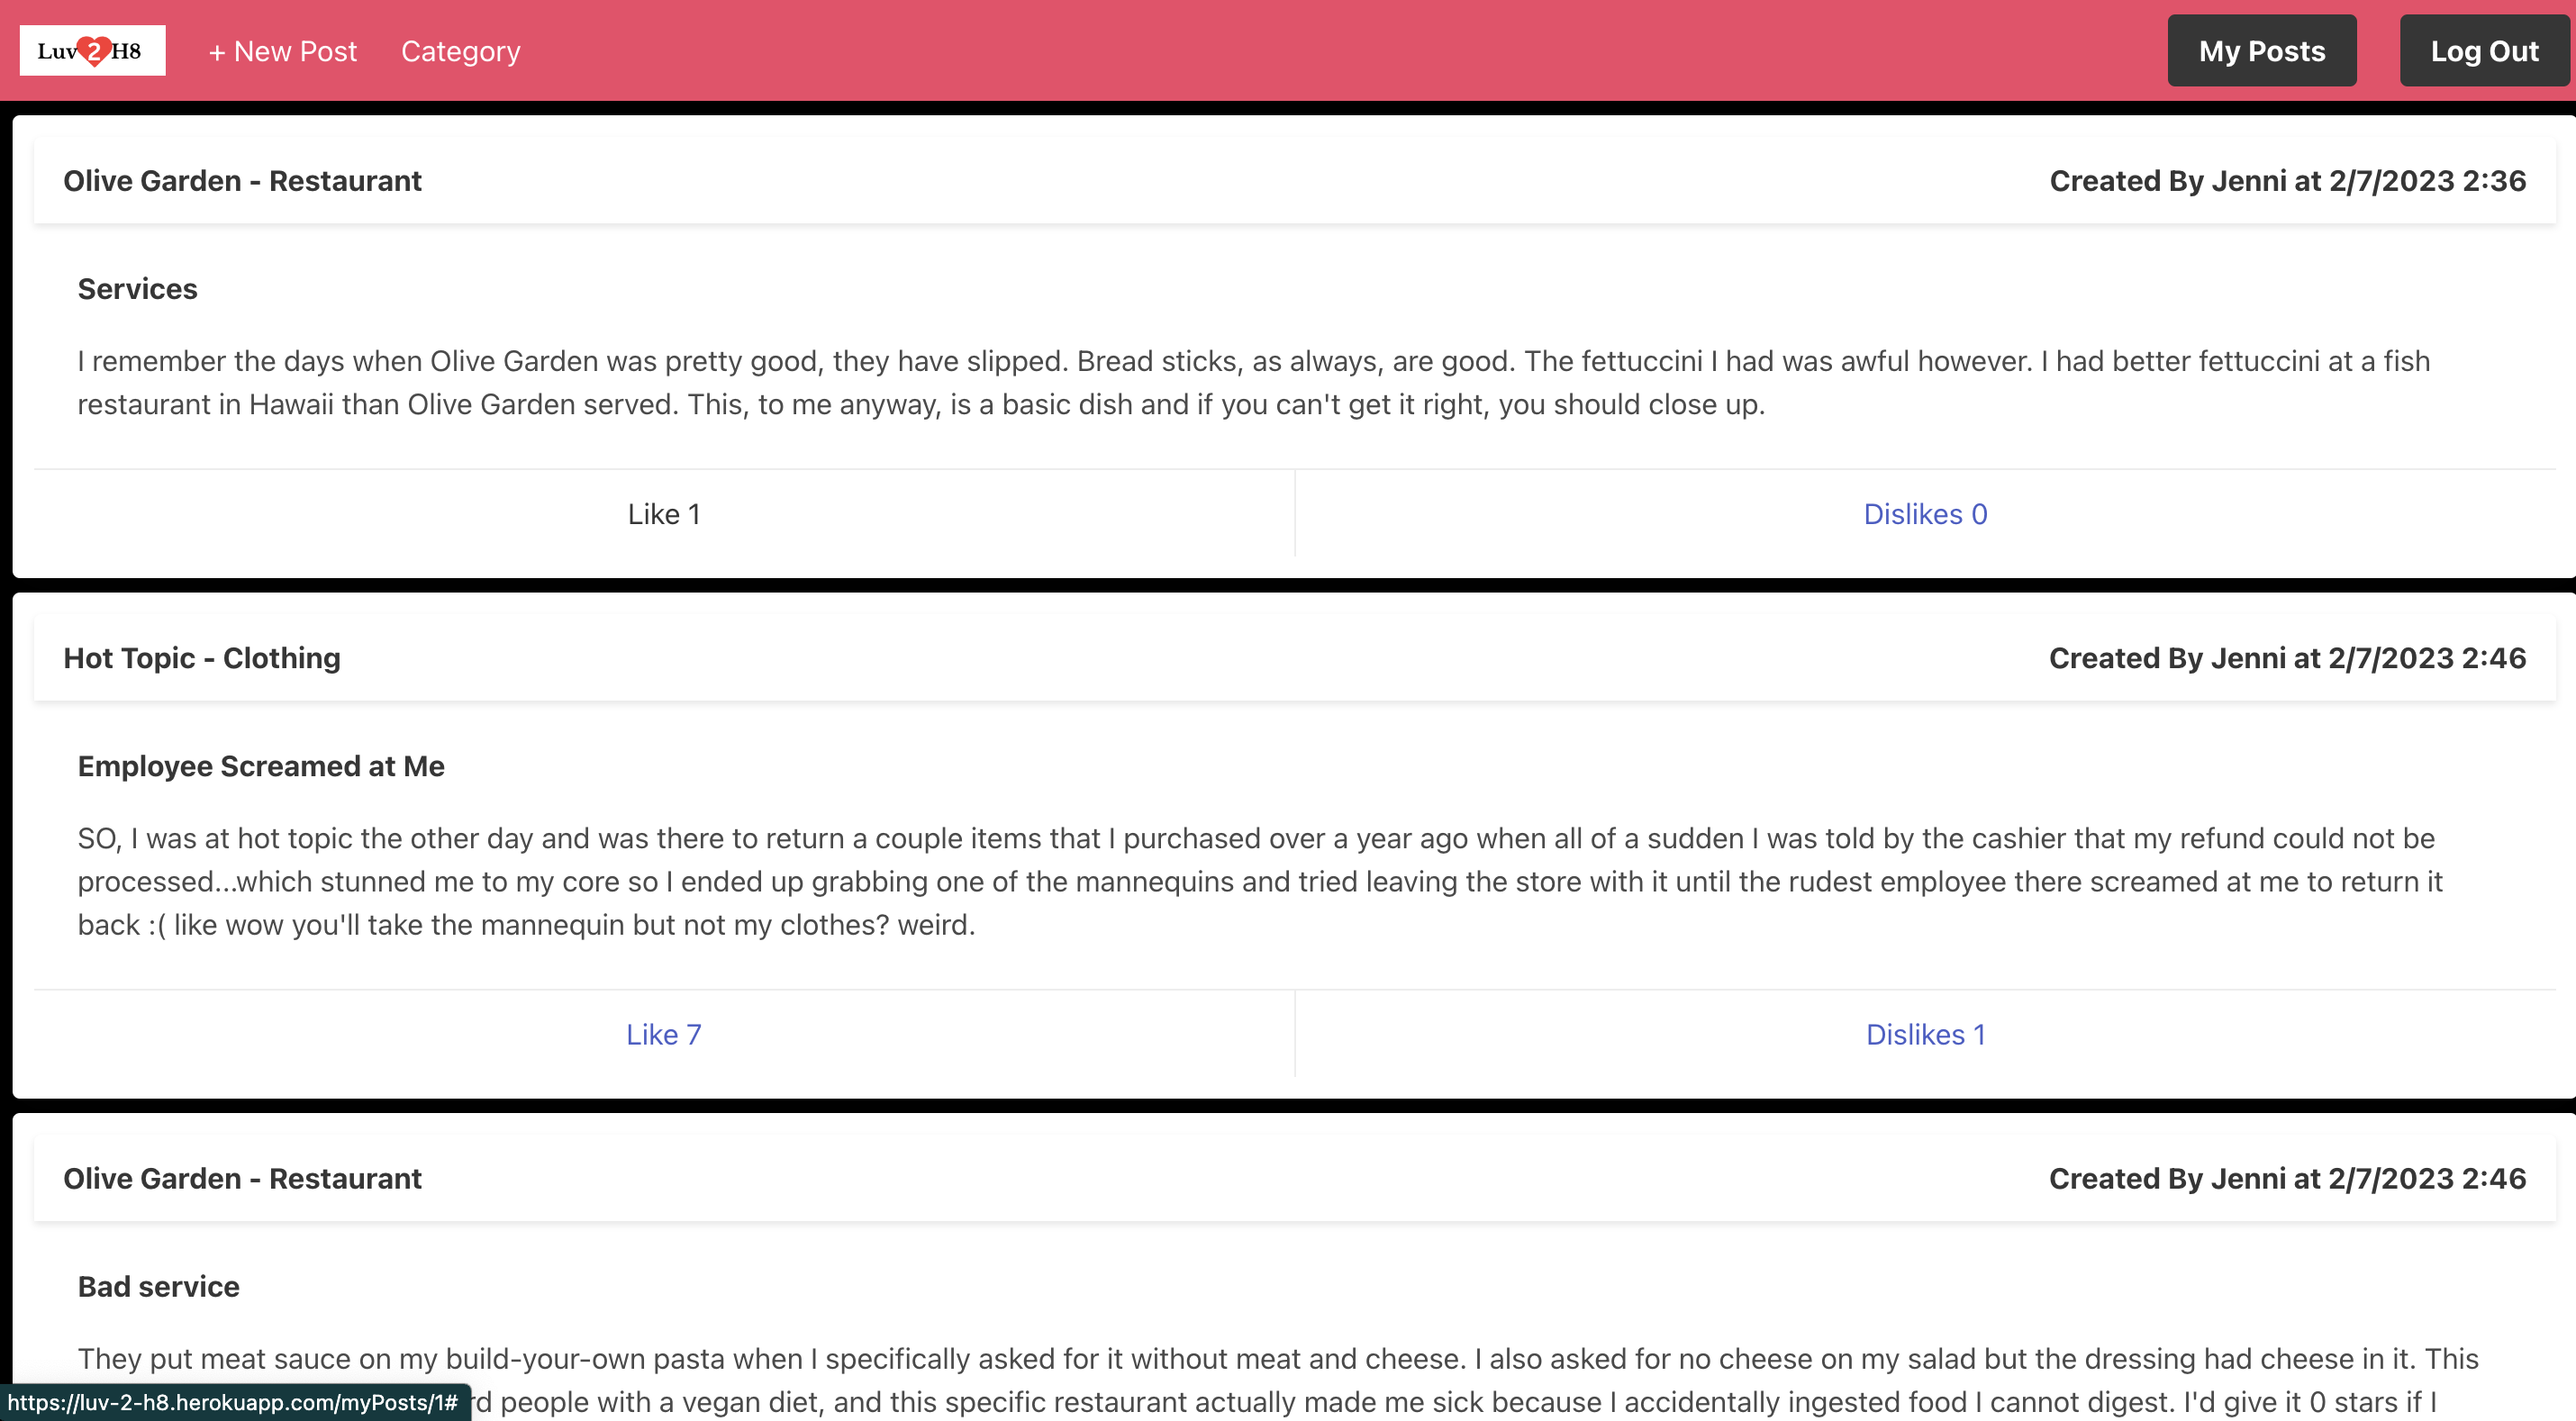 Luv 2 H8 + New Post Category My Posts Log Out
Olive Garden - Restaurant Created By Jenni at 2/7/2023 2:36
Services
I remember the days when Olive Garden was pretty good, they have slipped. Bread sticks, as always, are good. The fettuccini I had was awful however. I had better fettuccini at a fish
restaurant in Hawaii than Olive Garden served. This, to me anyway, is a basic dish and if you can't get it right, you should close up.
Like 1 Dislikes 0
Hot Topic - Clothing Created By Jenni at 2/7/2023 2:46
Employee Screamed at Me
SO, I was at hot topic the other day and was there to return a couple items that I purchased over a year ago when all of a sudden I was told by the cashier that my refund could not be
processed...which stunned me to my core so I ended up grabbing one of the mannequins and tried leaving the store with it until the rudest employee there screamed at me to return it
back :( like wow you'll take the mannequin but not my clothes? weird.
Like 7 Dislikes 1
Olive Garden - Restaurant Created By Jenni at 2/7/2023 2:46
Bad service
They put meat sauce on my build-your-own pasta when I specifically asked for it without meat and cheese. I also asked for no cheese on my salad but the dressing had cheese in it. This
https://luv-2-h8.herokuapp.com/myPosts/1# people with a vegan diet, and this specific restaurant actually made me sick because I accidentally ingested food I cannot digest. I'd give it 0 stars if I